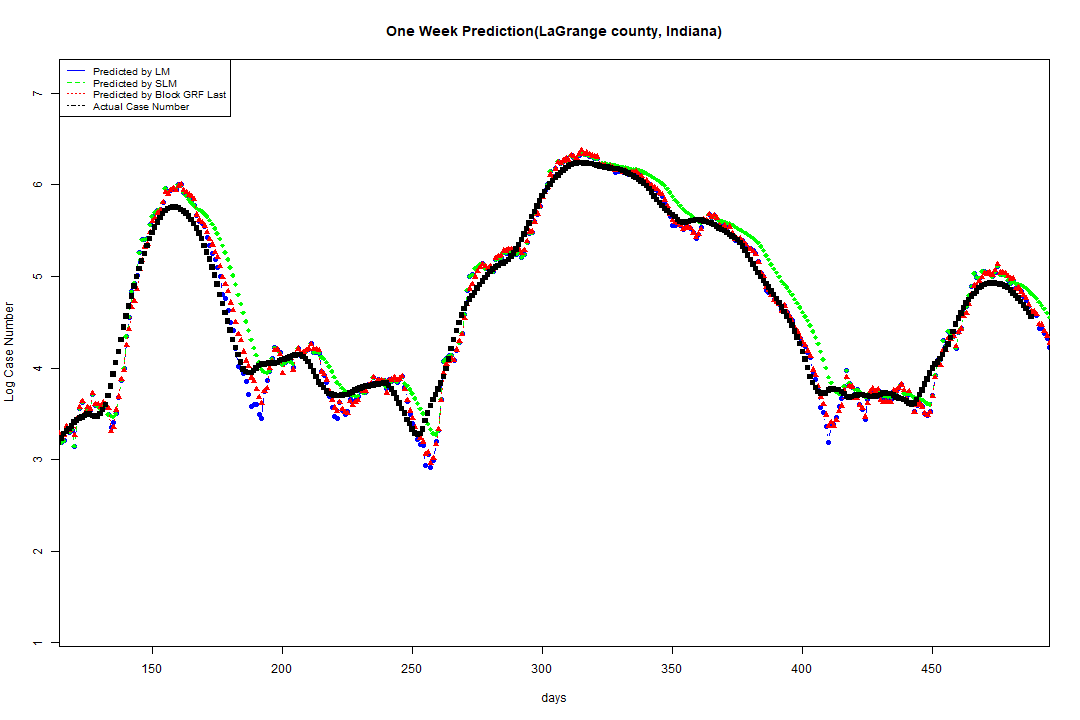 One Week Prediction(LaGrange county, Indiana)
Predicted by LM
Predicted by SLM
Predicted by Block GRF Last
Actual Case Number
Log Case Number
7
6
5
4
3
2
1
150 200 250 300 350 400 450
days